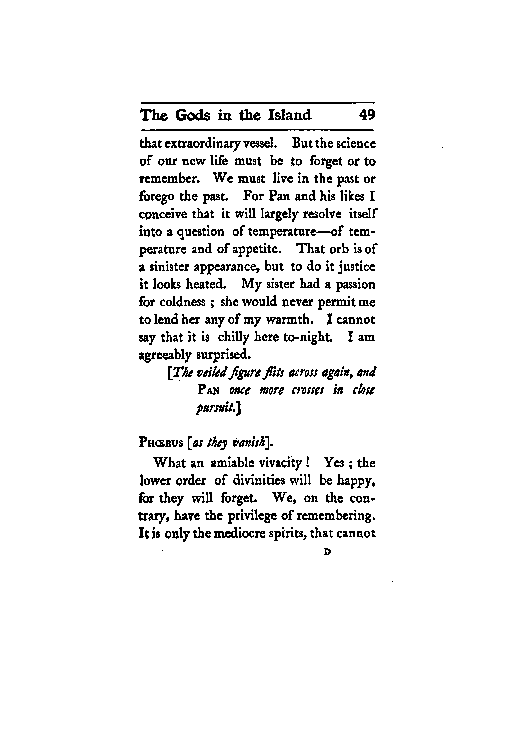 The Gods in the Island 49
that extraordinary vessel. But the science
of our new life must be to forget or to
remember. We must live in the past or
forego the past. For Pan and his likes I
conceive that it will largely resolve itself
into a question of temperature—of tem-
perature and of appetite. That orb is of
a sinister appearance, but to do it justice
it looks heated. My sister had a passion
for coldness ; she would never permit me
to lend her any of my warmth. I cannot
say that it is chilly here to-night. I am
agreeably surprised.
[The veiled figure flits across again, and
PAN once more crosses in close
pursuit.]
PHŒBUS [as they vanish].
What an amiable vivacity ! Yes ; the
lower order of divinities will be happy,
for they will forget. We, on the con-
trary, have the privilege of remembering.
It is only the mediocre spirits, that cannot
D